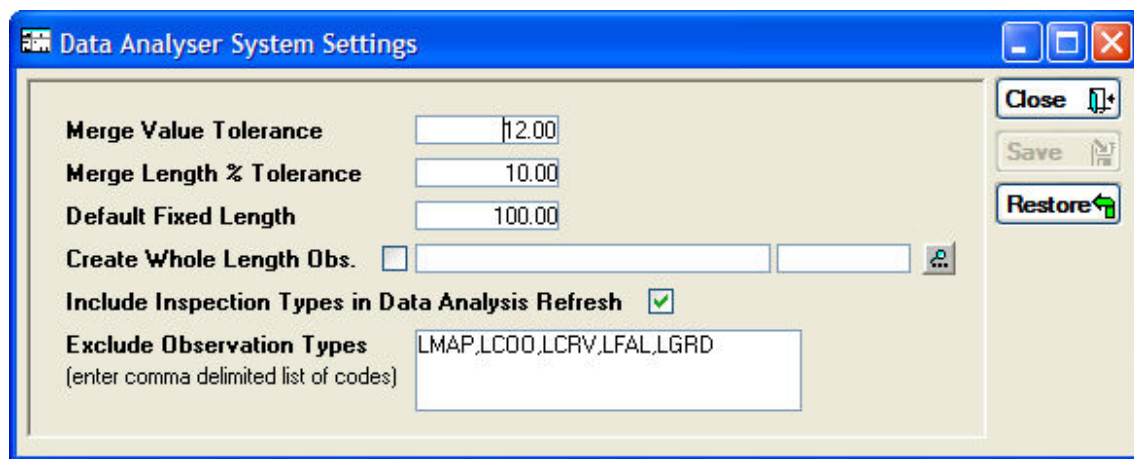 Data Analyser System Settings
Merge Value Tolerance 12.00
Close
Merge Length % Tolerance 10.00
Save
Default Fixed Length 100.00
Restore
Create Whole Length Obs.
Include Inspection Types in Data Analysis Refresh
Exclude Observation Types LMAP,LCOO,LCRV,LFAL,LGRD
(enter comma delimited list of codes)